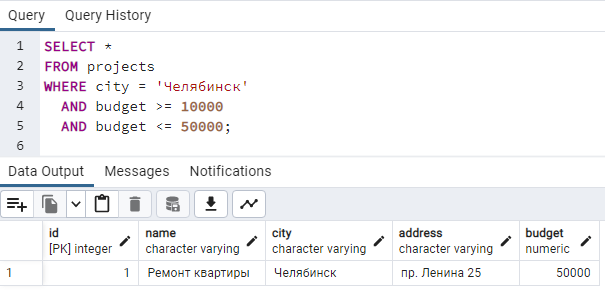 Query Query History
1 SELECT *
2 FROM projects
3 WHERE city = 'Челябинск'
4 AND budget >= 10000
5 AND budget <= 50000;
6
Data Output Messages Notifications
id name city address budget
[PK] integer character varying character varying character varying numeric
1 1 Ремонт квартиры Челябинск пр. Ленина 25 50000